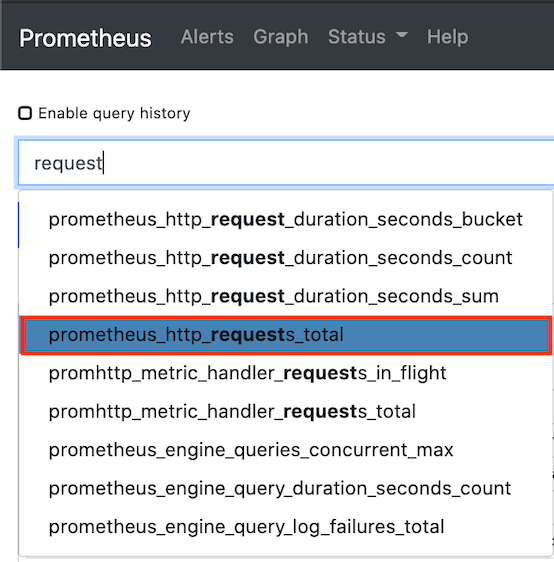 Prometheus Alerts Graph Status Help
Enable query history
request
prometheus_http_request_duration_seconds_bucket
prometheus_http_request_duration_seconds_count
prometheus_http_request_duration_seconds_sum
prometheus_http_requests_total
promhttp_metric_handler_requests_in_flight
promhttp_metric_handler_requests_total
prometheus_engine_queries_concurrent_max
prometheus_engine_query_duration_seconds_count
prometheus_engine_query_log_failures_total